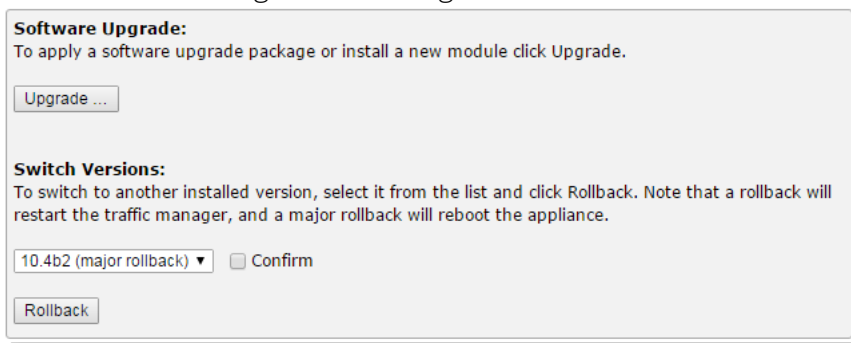 Software Upgrade:
To apply a software upgrade package or install a new module click Upgrade.
Upgrade ...
Switch Versions:
To switch to another installed version, select it from the list and click Rollback. Note that a rollback will
restart the traffic manager, and a major rollback will reboot the appliance.
10.4b2 (major rollback) ▼ Confirm
Rollback